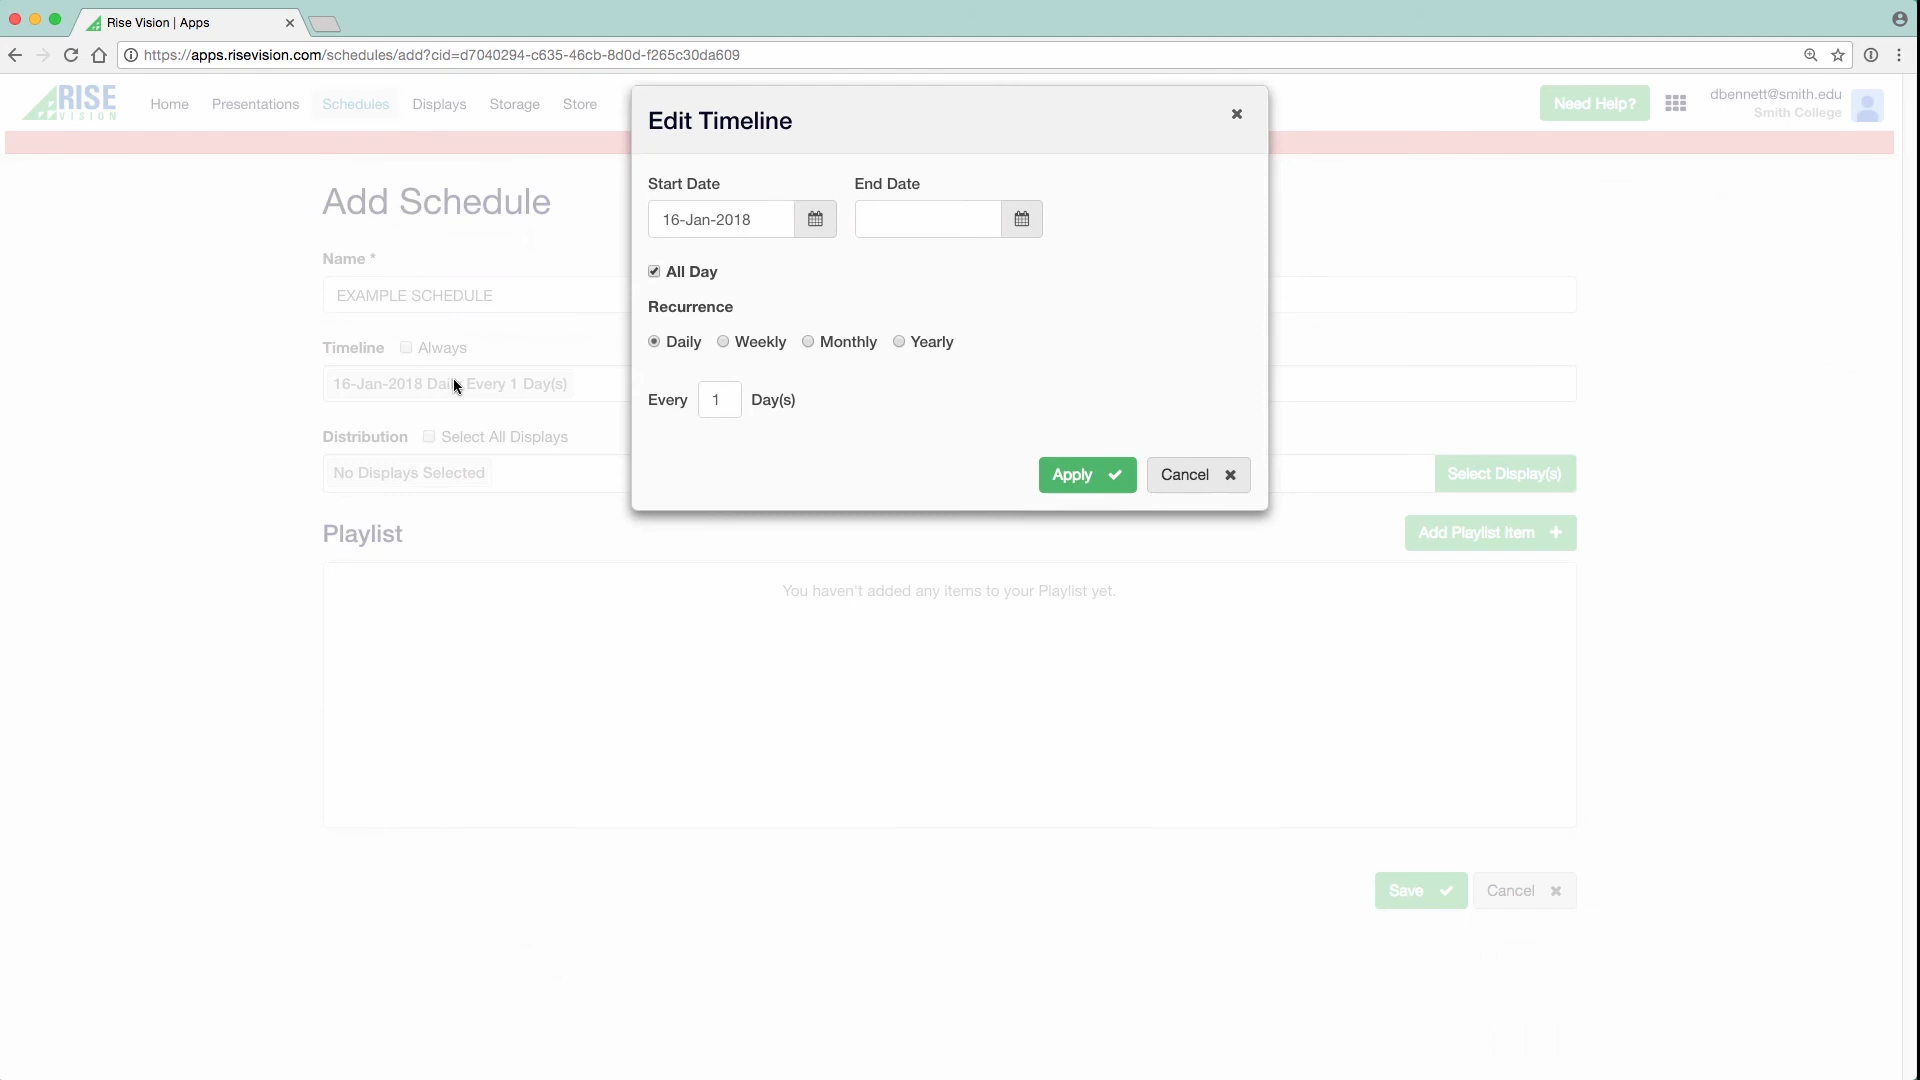 Rise Vision | Apps
https://apps.risevision.com/schedules/add?cid=d7040294-c635-46cb-8d0d-f265c30da609
RISE VISION
Home Presentations Schedules Displays Storage Store
Need Help?
dbennett@smith.edu
Smith College
Edit Timeline
Start Date End Date
16-Jan-2018
All Day
Recurrence
Daily Weekly Monthly Yearly
Every 1 Day(s)
Apply Cancel
Add Schedule
Name *
EXAMPLE SCHEDULE
Timeline Always
16-Jan-2018 Daily Every 1 Day(s)
Distribution Select All Displays
No Displays Selected Select Display(s)
Playlist Add Playlist Item
You haven't added any items to your Playlist yet.
Save Cancel